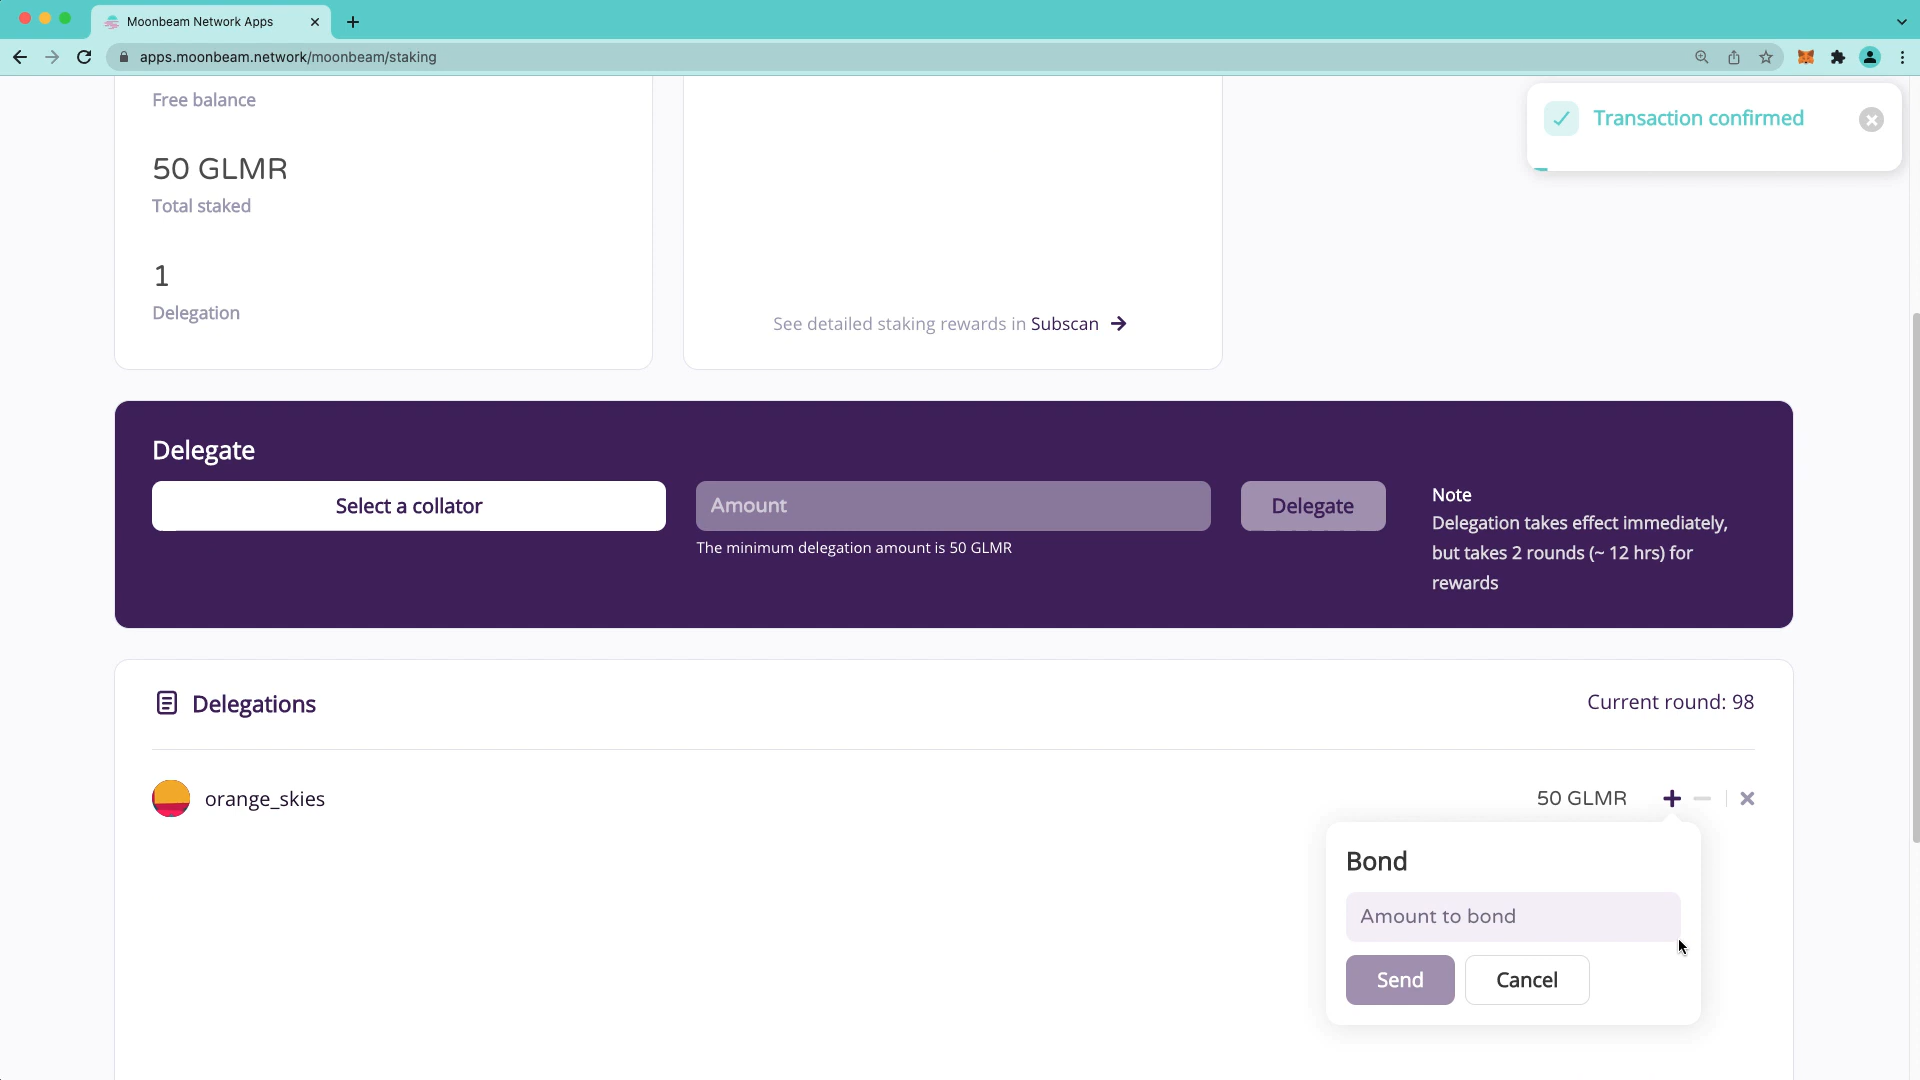 Moonbeam Network Apps
apps.moonbeam.network/moonbeam/staking
Free balance
50 GLMR
Total staked
1
Delegation
See detailed staking rewards in Subscan
Transaction confirmed
Delegate
Select a collator
Amount
Delegate
The minimum delegation amount is 50 GLMR
Note
Delegation takes effect immediately,
but takes 2 rounds (~ 12 hrs) for
rewards
Delegations
Current round: 98
orange_skies
50 GLMR
Bond
Amount to bond
Send
Cancel